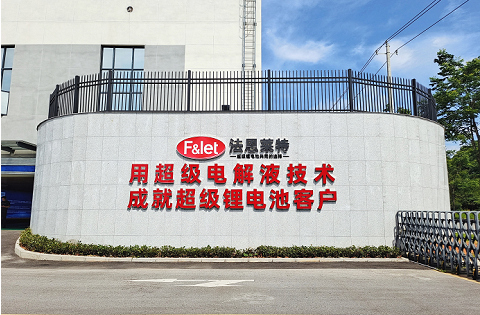 F&let 法恩莱特
用超级电解液技术
成就超级锂电池客户